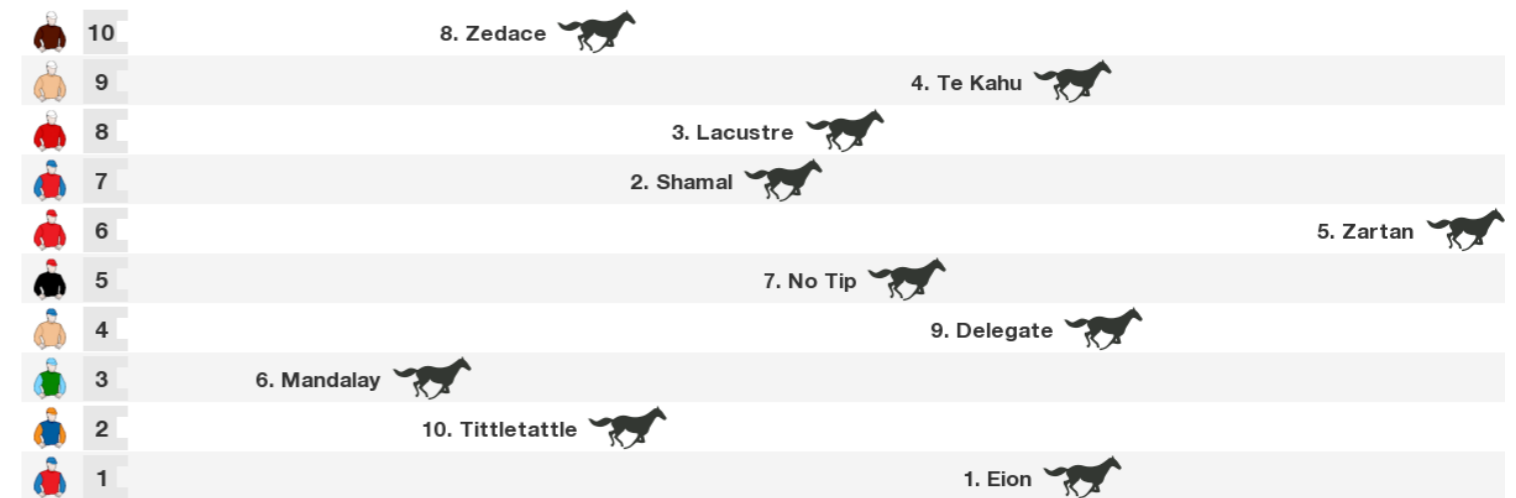 10 8. Zedace
9 4. Te Kahu
8 3. Lacustre
7 2. Shamal
6 5. Zartan
5 7. No Tip
4 9. Delegate
3 6. Mandalay
2 10. Tittletattle
1 1. Eion